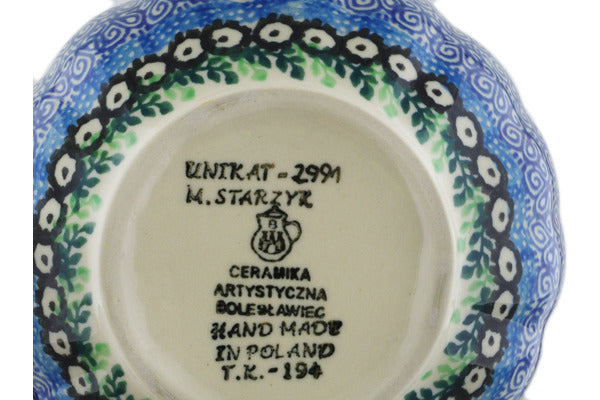 UNIKAT - 2991
M. STARZYK
B
CERAMIKA
ARTYSTYCZNA
BOLESŁAWIEC
HAND MADE
IN POLAND
T.K.-194